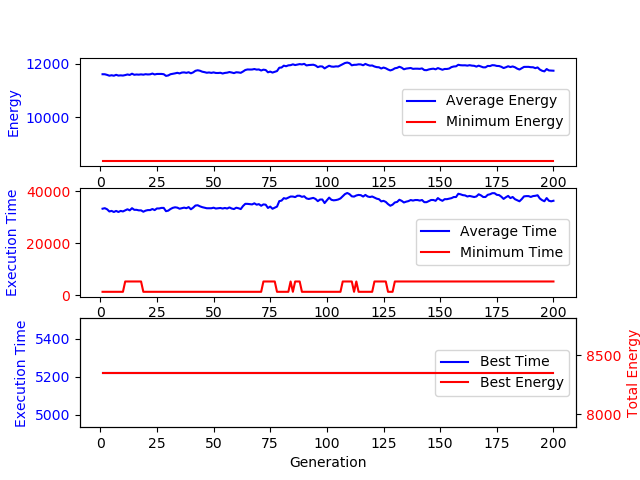 12000
10000
Energy
Average Energy
Minimum Energy
0 25 50 75 100 125 150 175 200
40000
20000
0
Execution Time
Average Time
Minimum Time
0 25 50 75 100 125 150 175 200
5400
5200
5000
Execution Time
Best Time
Best Energy
8500
8000
Total Energy
0 25 50 75 100 125 150 175 200
Generation